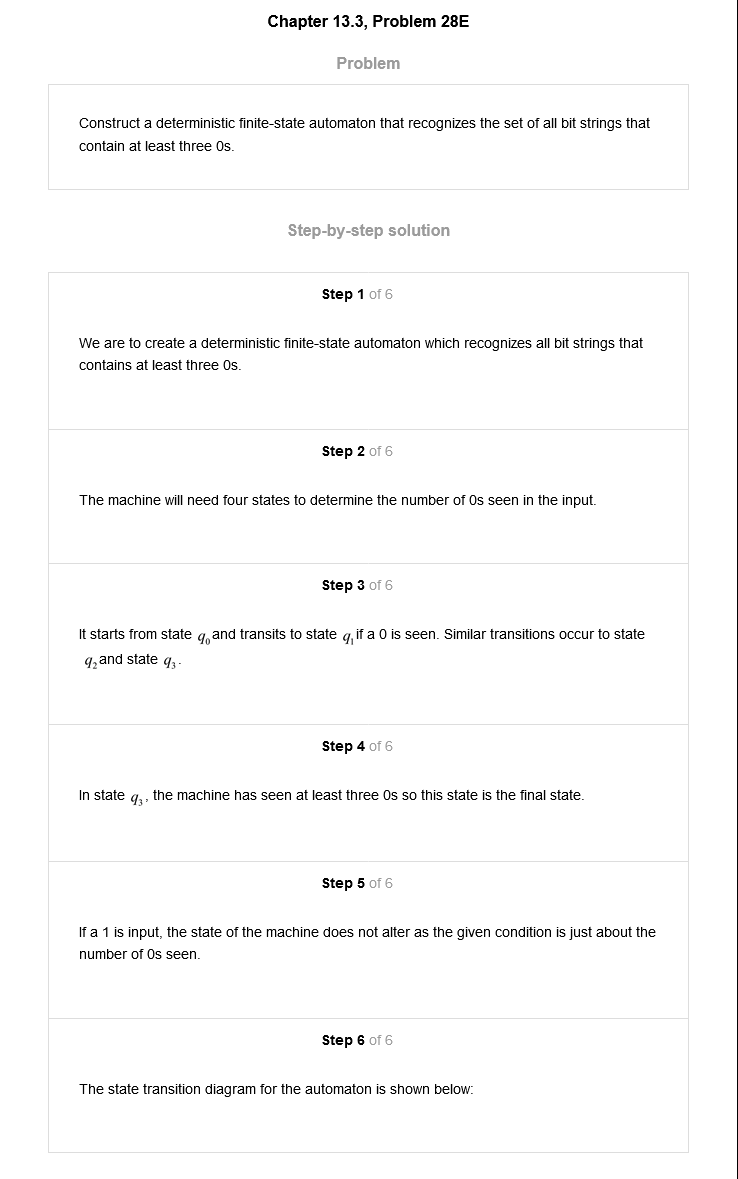 Chapter 13.3, Problem 28E
Problem
Construct a deterministic finite-state automaton that recognizes the set of all bit strings that
contain at least three 0s.
Step-by-step solution
Step 1 of 6
We are to create a deterministic finite-state automaton which recognizes all bit strings that
contains at least three 0s.
Step 2 of 6
The machine will need four states to determine the number of 0s seen in the input.
Step 3 of 6
It starts from state q₀ and transits to state q₁ if a 0 is seen. Similar transitions occur to state
q₂ and state q₃.
Step 4 of 6
In state q₃, the machine has seen at least three 0s so this state is the final state.
Step 5 of 6
If a 1 is input, the state of the machine does not alter as the given condition is just about the
number of 0s seen.
Step 6 of 6
The state transition diagram for the automaton is shown below: